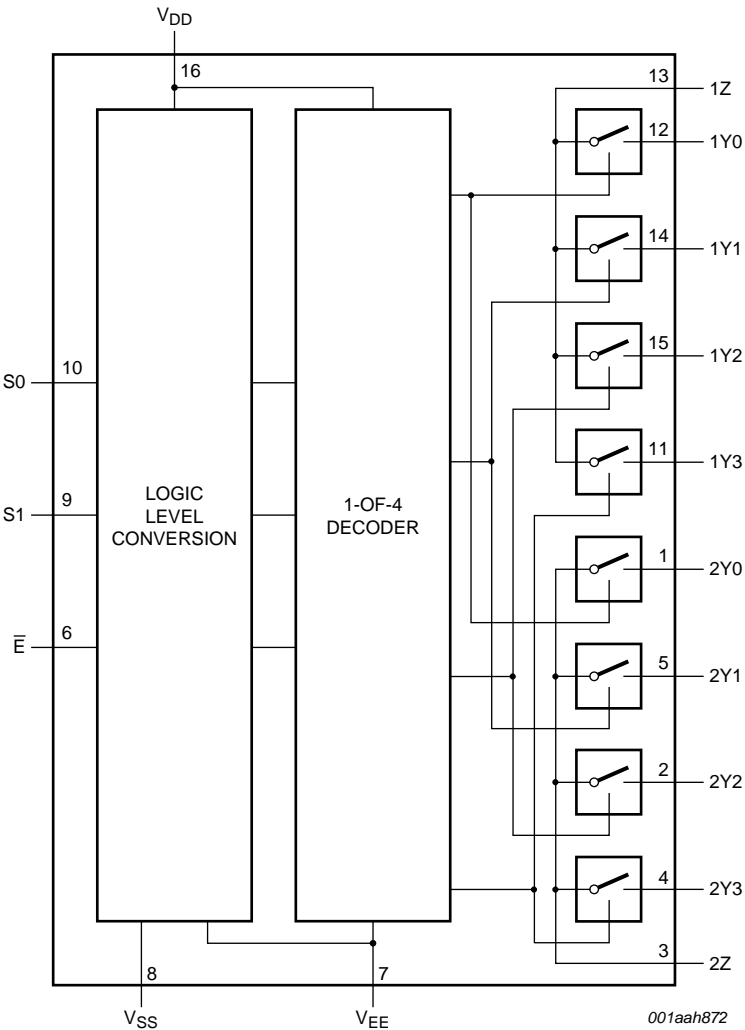 VDD
16
13 1Z
12 1Y0
14 1Y1
15 1Y2
S0 10
11 1Y3
LOGIC
LEVEL
CONVERSION
1-OF-4
DECODER
S1 9
1 2Y0
E̅ 6
5 2Y1
2 2Y2
4 2Y3
3 2Z
8
7
VSS
VEE
001aah872